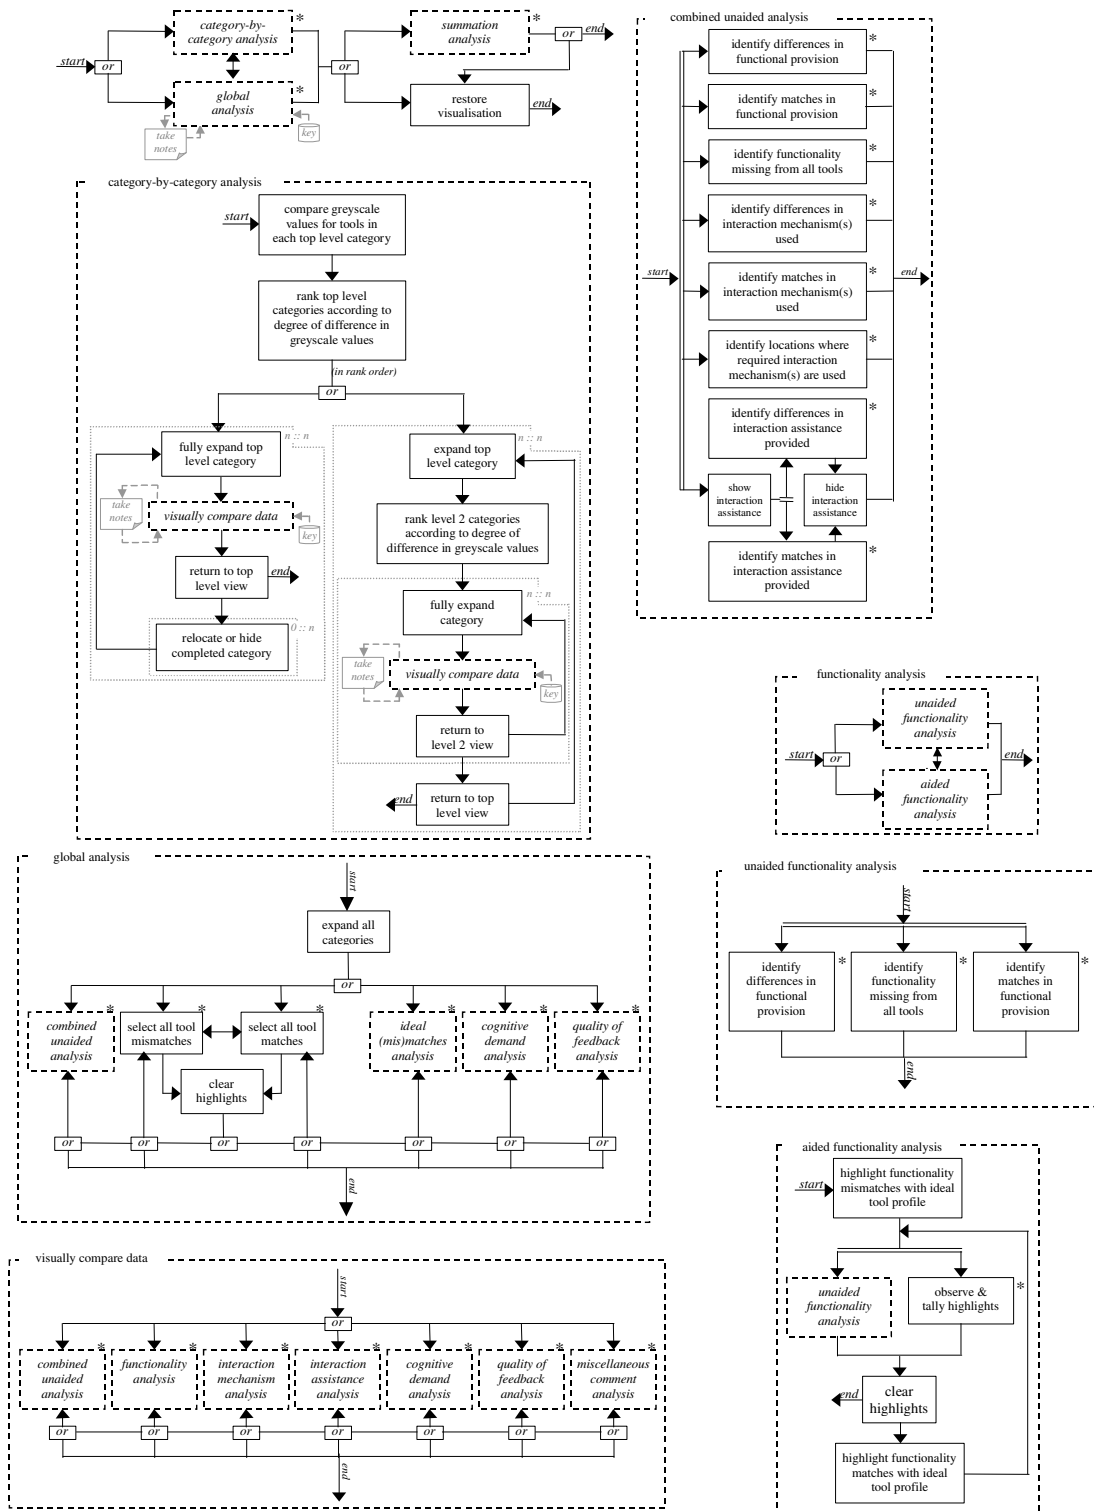 category-by-
category analysis
*
summation
analysis
*
or
end
start
or
or
global
analysis
*
restore
visualisation
end
take
notes
key
category-by-category analysis
start
compare greyscale
values for tools in
each top level category
rank top level
categories according to
degree of difference in
greyscale values
(in rank order)
or
fully expand top
level category
n :: n
take
notes
visually compare data
key
return to top
level view
end
relocate or hide
completed category
0 :: n
expand top
level category
n :: n
rank level 2 categories
according to degree of
difference in greyscale values
fully expand
category
n :: n
take
notes
visually compare data
key
return to
level 2 view
end
return to top
level view
combined unaided analysis
identify differences in
functional provision
*
identify matches in
functional provision
*
identify functionality
missing from all tools
*
identify differences in
interaction mechanism(s)
used
*
start
end
identify matches in
interaction mechanism(s)
used
*
identify locations where
required interaction
mechanism(s) are used
*
identify differences in
interaction assistance
provided
*
show
interaction
assistance
hide
interaction
assistance
identify matches in
interaction assistance
provided
*
functionality analysis
start
or
unaided
functionality
analysis
aided
functionality
analysis
end
global analysis
start
expand all
categories
or
combined
unaided
analysis
*
select all tool
mismatches
*
select all tool
matches
*
ideal
(mis)matches
analysis
*
cognitive
demand
analysis
*
quality of
feedback
analysis
*
clear
highlights
or
or
or
or
or
or
or
end
unaided functionality analysis
start
identify
differences in
functional
provision
*
identify
functionality
missing from
all tools
*
identify
matches in
functional
provision
*
end
visually compare data
start
or
combined
unaided
analysis
*
functionality
analysis
*
interaction
mechanism
analysis
*
interaction
assistance
analysis
*
cognitive
demand
analysis
*
quality of
feedback
analysis
*
miscellaneous
comment
analysis
*
or
or
or
or
or
or
or
end
aided functionality analysis
start
highlight functionality
mismatches with ideal
tool profile
unaided
functionality
analysis
observe &
tally highlights
*
end
clear
highlights
highlight functionality
matches with ideal
tool profile